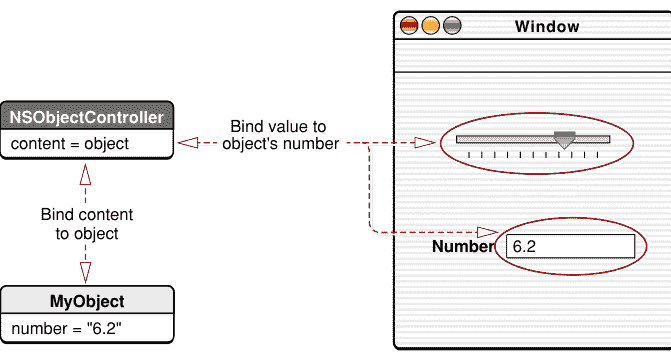 Window
NSObjectController
content = object
Bind value to
object's number
Bind content
to object
Number
6.2
MyObject
number = "6.2"